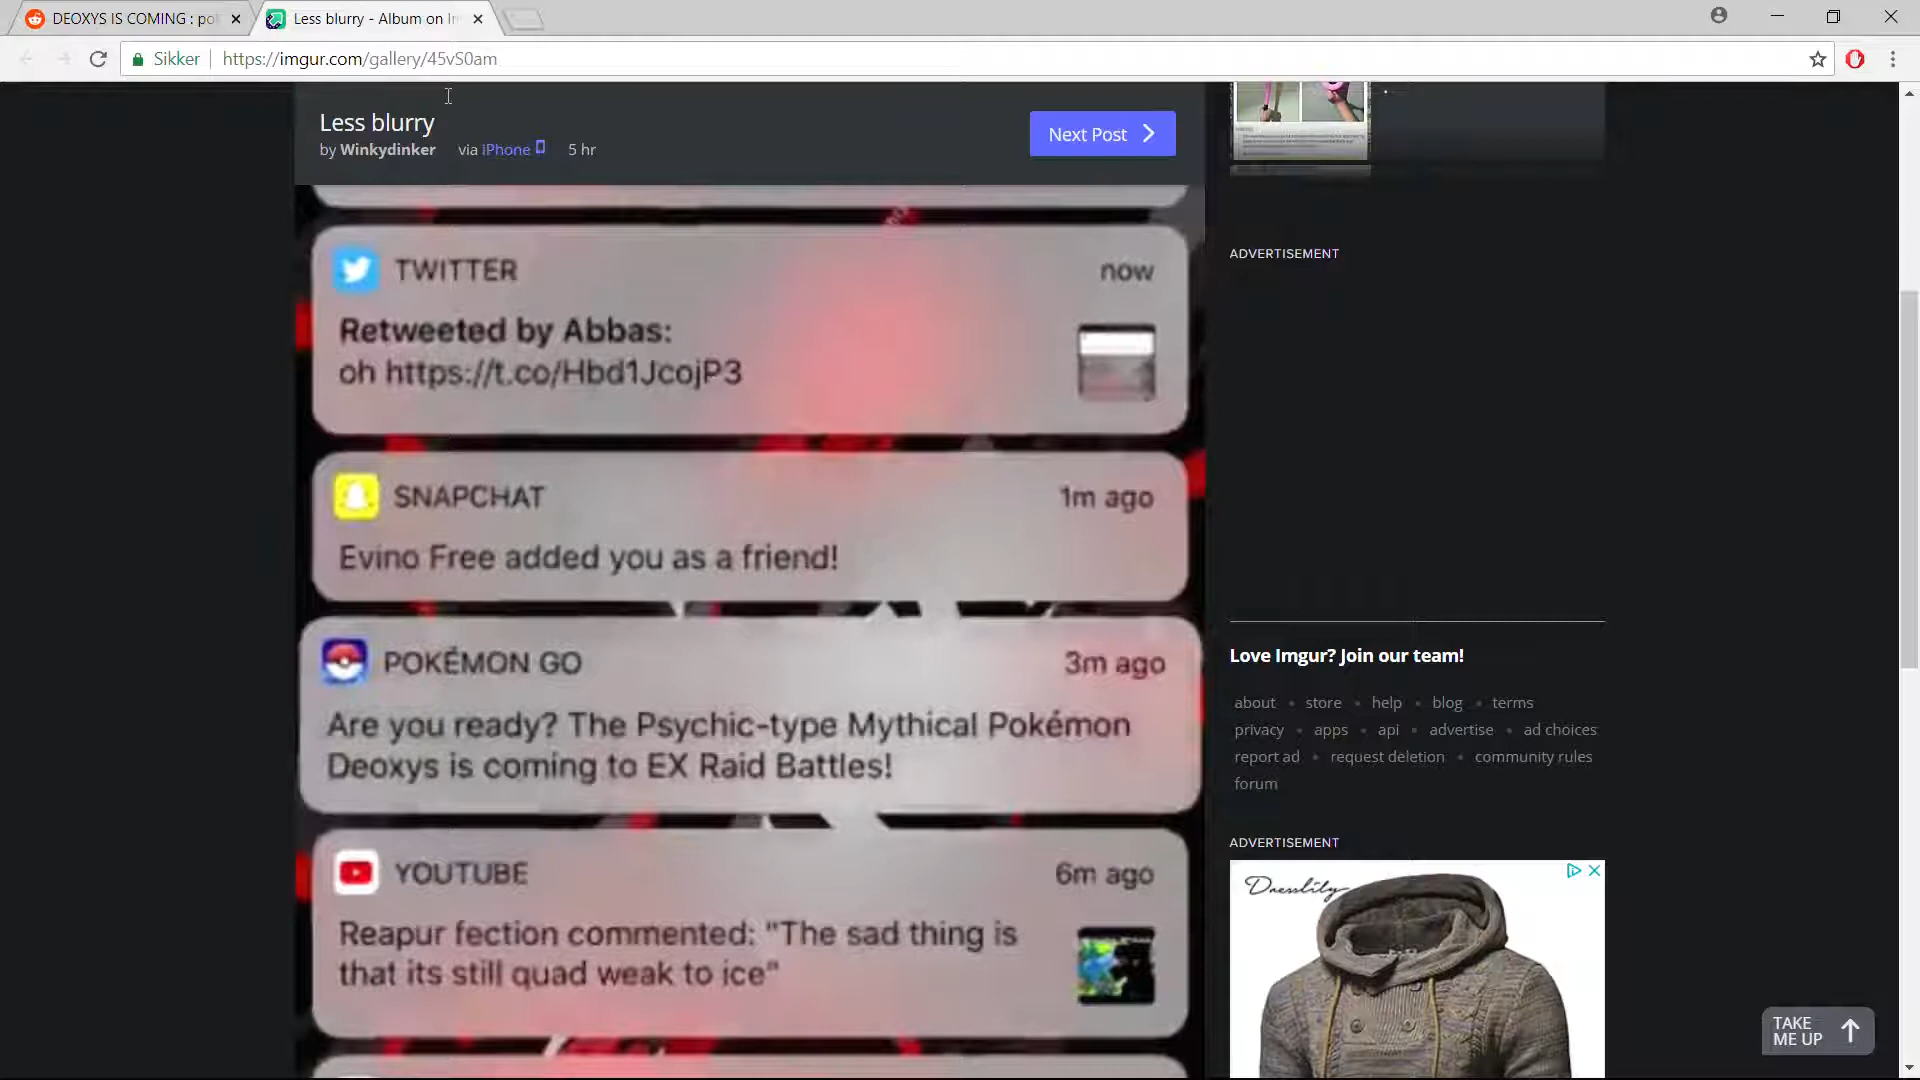 DEOXYS IS COMING : po
Less blurry - Album on I
Sikker
https://imgur.com/gallery/45vS0am
Less blurry
by Winkydinker via iPhone 5 hr
Next Post
TWITTER now
Retweeted by Abbas:
oh https://t.co/Hbd1JcojP3
SNAPCHAT 1m ago
Evino Free added you as a friend!
POKÉMON GO 3m ago
Are you ready? The Psychic-type Mythical Pokémon
Deoxys is coming to EX Raid Battles!
YOUTUBE 6m ago
Reapur fection commented: "The sad thing is
that its still quad weak to ice"
ADVERTISEMENT
Love Imgur? Join our team!
about • store • help • blog • terms
privacy • apps • api • advertise • ad choices
report ad • request deletion • community rules
forum
ADVERTISEMENT
Dresslily
TAKE
ME UP